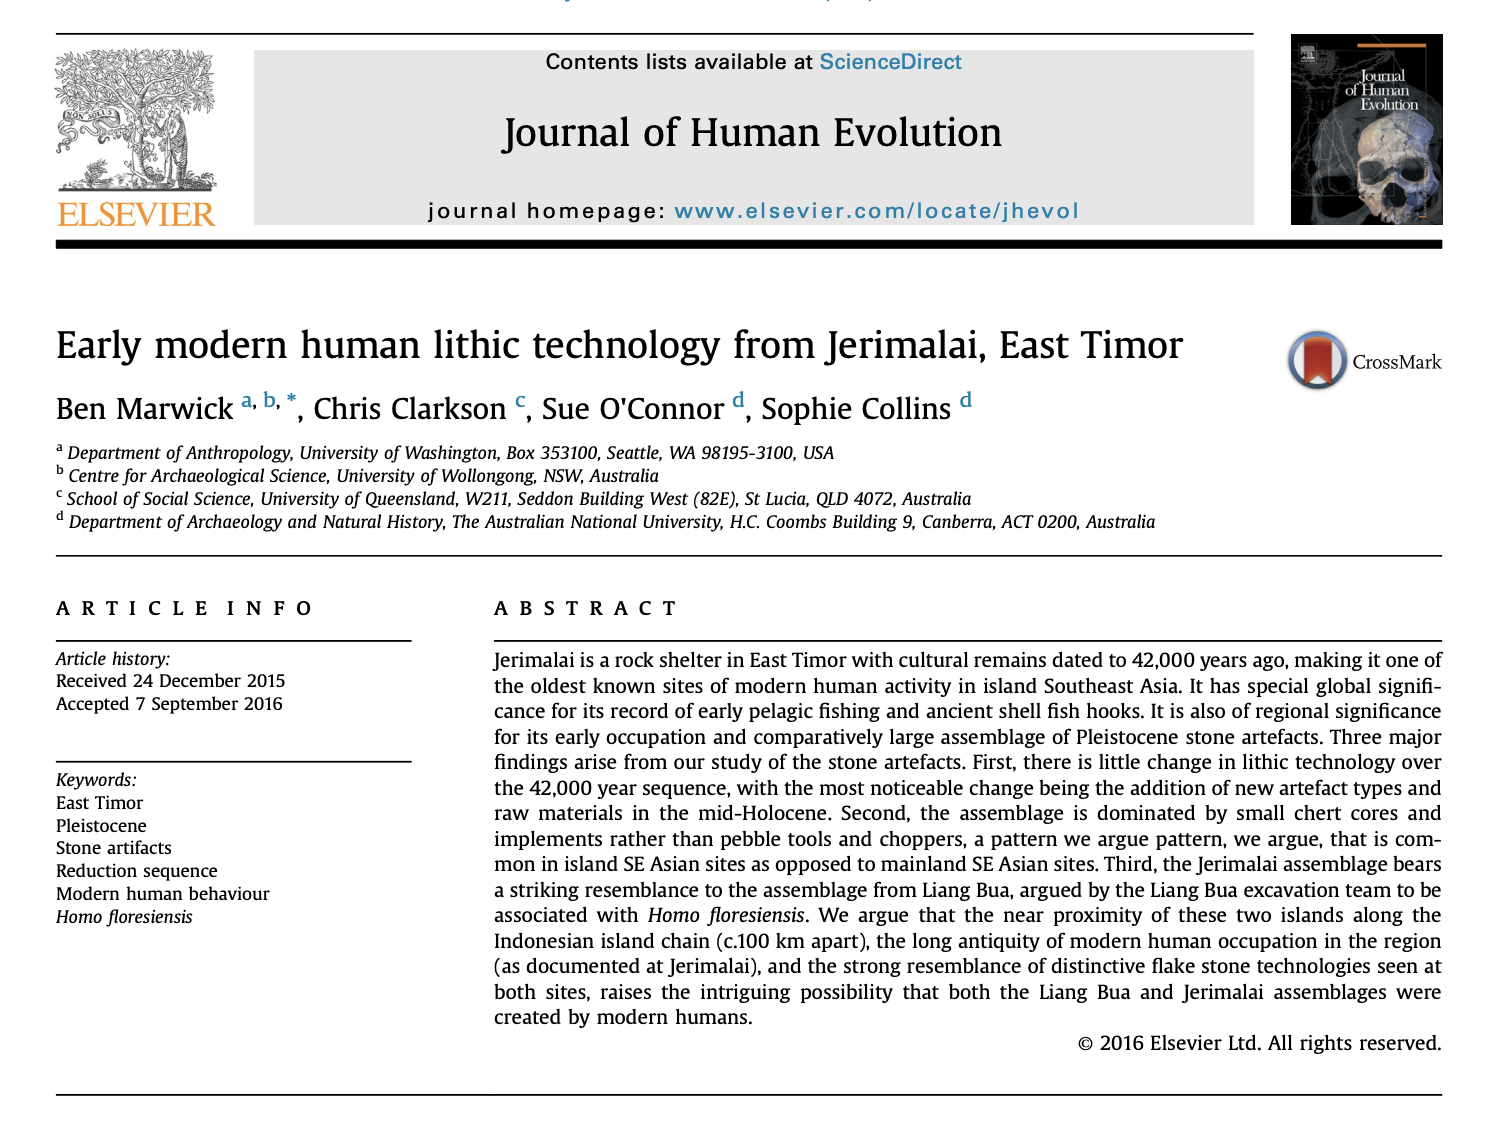 Contents lists available at ScienceDirect
Journal of Human Evolution
journal homepage: www.elsevier.com/locate/jhevol
NON SOLUS
ELSEVIER
Journal
of Human
Evolution
Early modern human lithic technology from Jerimalai, East Timor
CrossMark
Ben Marwick a, b, *, Chris Clarkson c, Sue O'Connor d, Sophie Collins d
a Department of Anthropology, University of Washington, Box 353100, Seattle, WA 98195-3100, USA
b Centre for Archaeological Science, University of Wollongong, NSW, Australia
c School of Social Science, University of Queensland, W211, Seddon Building West (82E), St Lucia, QLD 4072, Australia
d Department of Archaeology and Natural History, The Australian National University, H.C. Coombs Building 9, Canberra, ACT 0200, Australia
ARTICLE INFO
Article history:
Received 24 December 2015
Accepted 7 September 2016
Keywords:
East Timor
Pleistocene
Stone artifacts
Reduction sequence
Modern human behaviour
Homo floresiensis
ABSTRACT
Jerimalai is a rock shelter in East Timor with cultural remains dated to 42,000 years ago, making it one of
the oldest known sites of modern human activity in island Southeast Asia. It has special global signifi-
cance for its record of early pelagic fishing and ancient shell fish hooks. It is also of regional significance
for its early occupation and comparatively large assemblage of Pleistocene stone artefacts. Three major
findings arise from our study of the stone artefacts. First, there is little change in lithic technology over
the 42,000 year sequence, with the most noticeable change being the addition of new artefact types and
raw materials in the mid-Holocene. Second, the assemblage is dominated by small chert cores and
implements rather than pebble tools and choppers, a pattern we argue pattern, we argue, that is com-
mon in island SE Asian sites as opposed to mainland SE Asian sites. Third, the Jerimalai assemblage bears
a striking resemblance to the assemblage from Liang Bua, argued by the Liang Bua excavation team to be
associated with Homo floresiensis. We argue that the near proximity of these two islands along the
Indonesian island chain (c.100 km apart), the long antiquity of modern human occupation in the region
(as documented at Jerimalai), and the strong resemblance of distinctive flake stone technologies seen at
both sites, raises the intriguing possibility that both the Liang Bua and Jerimalai assemblages were
created by modern humans.
© 2016 Elsevier Ltd. All rights reserved.